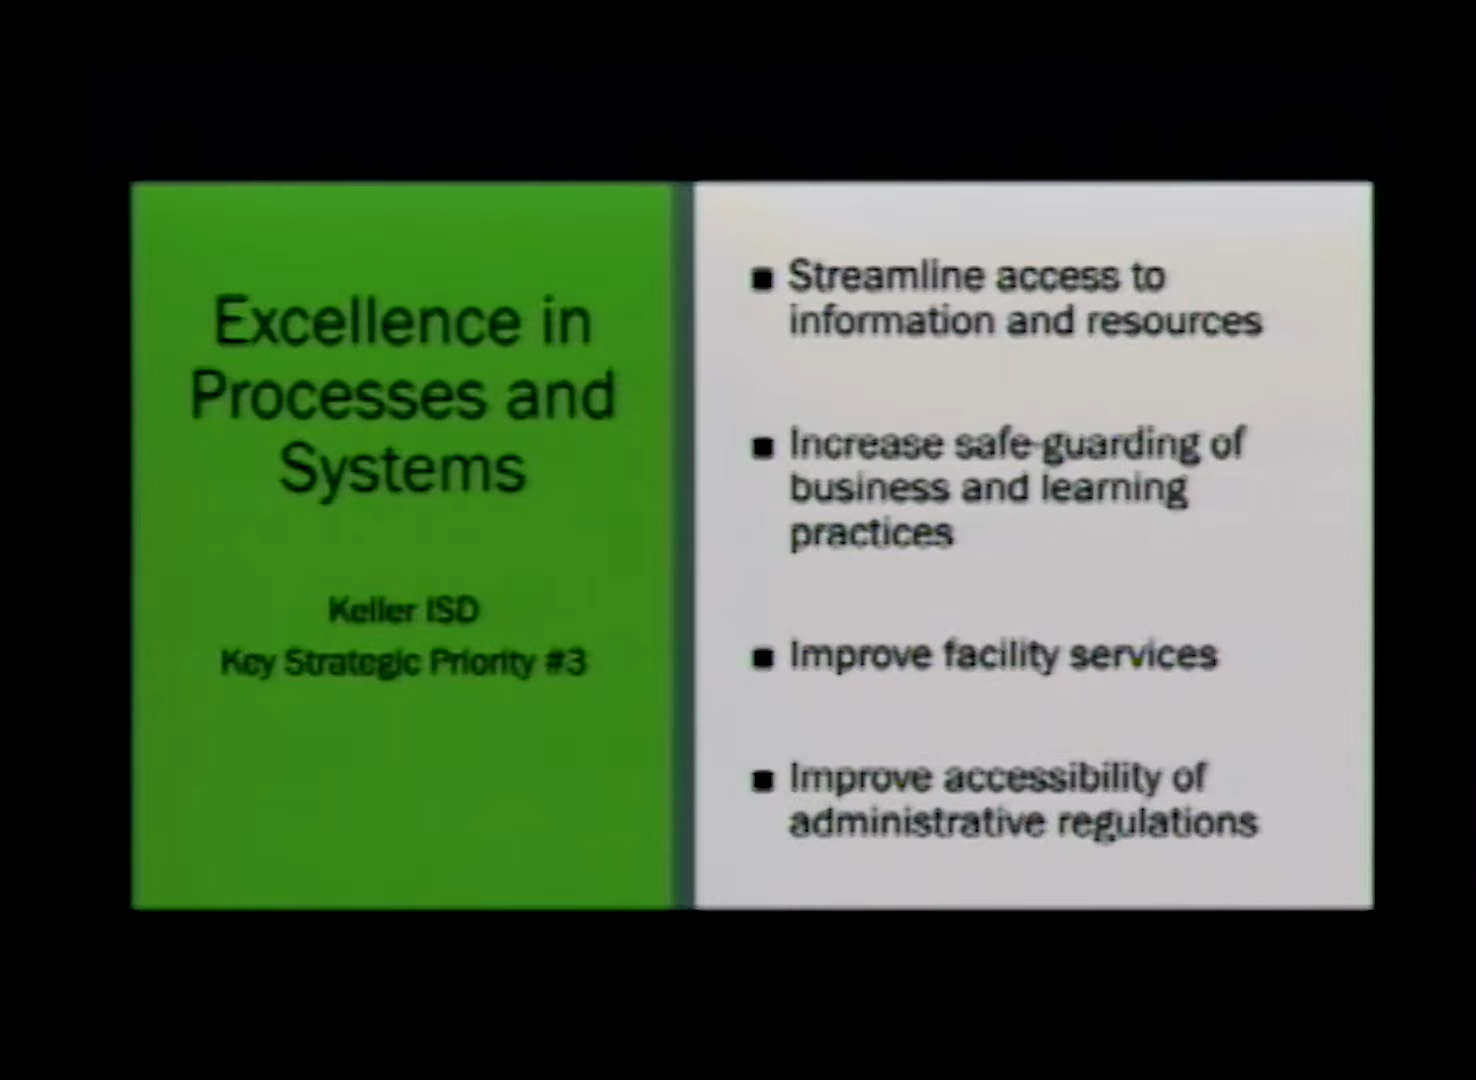 Excellence in
Processes and
Systems
Keller ISD
Key Strategic Priority #3
■ Streamline access to
information and resources
■ Increase safe-guarding of
business and learning
practices
■ Improve facility services
■ Improve accessibility of
administrative regulations